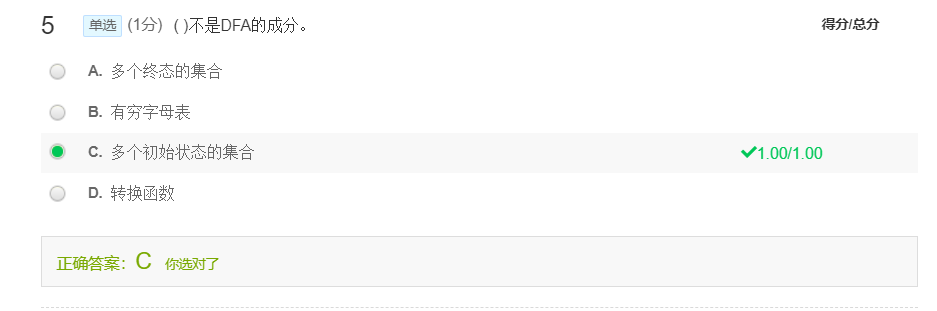 5 单选 (1分) ( )不是DFA的成分。 得分/总分
A. 多个终态的集合
B. 有穷字母表
C. 多个初始状态的集合 1.00/1.00
D. 转换函数
正确答案：C 你选对了